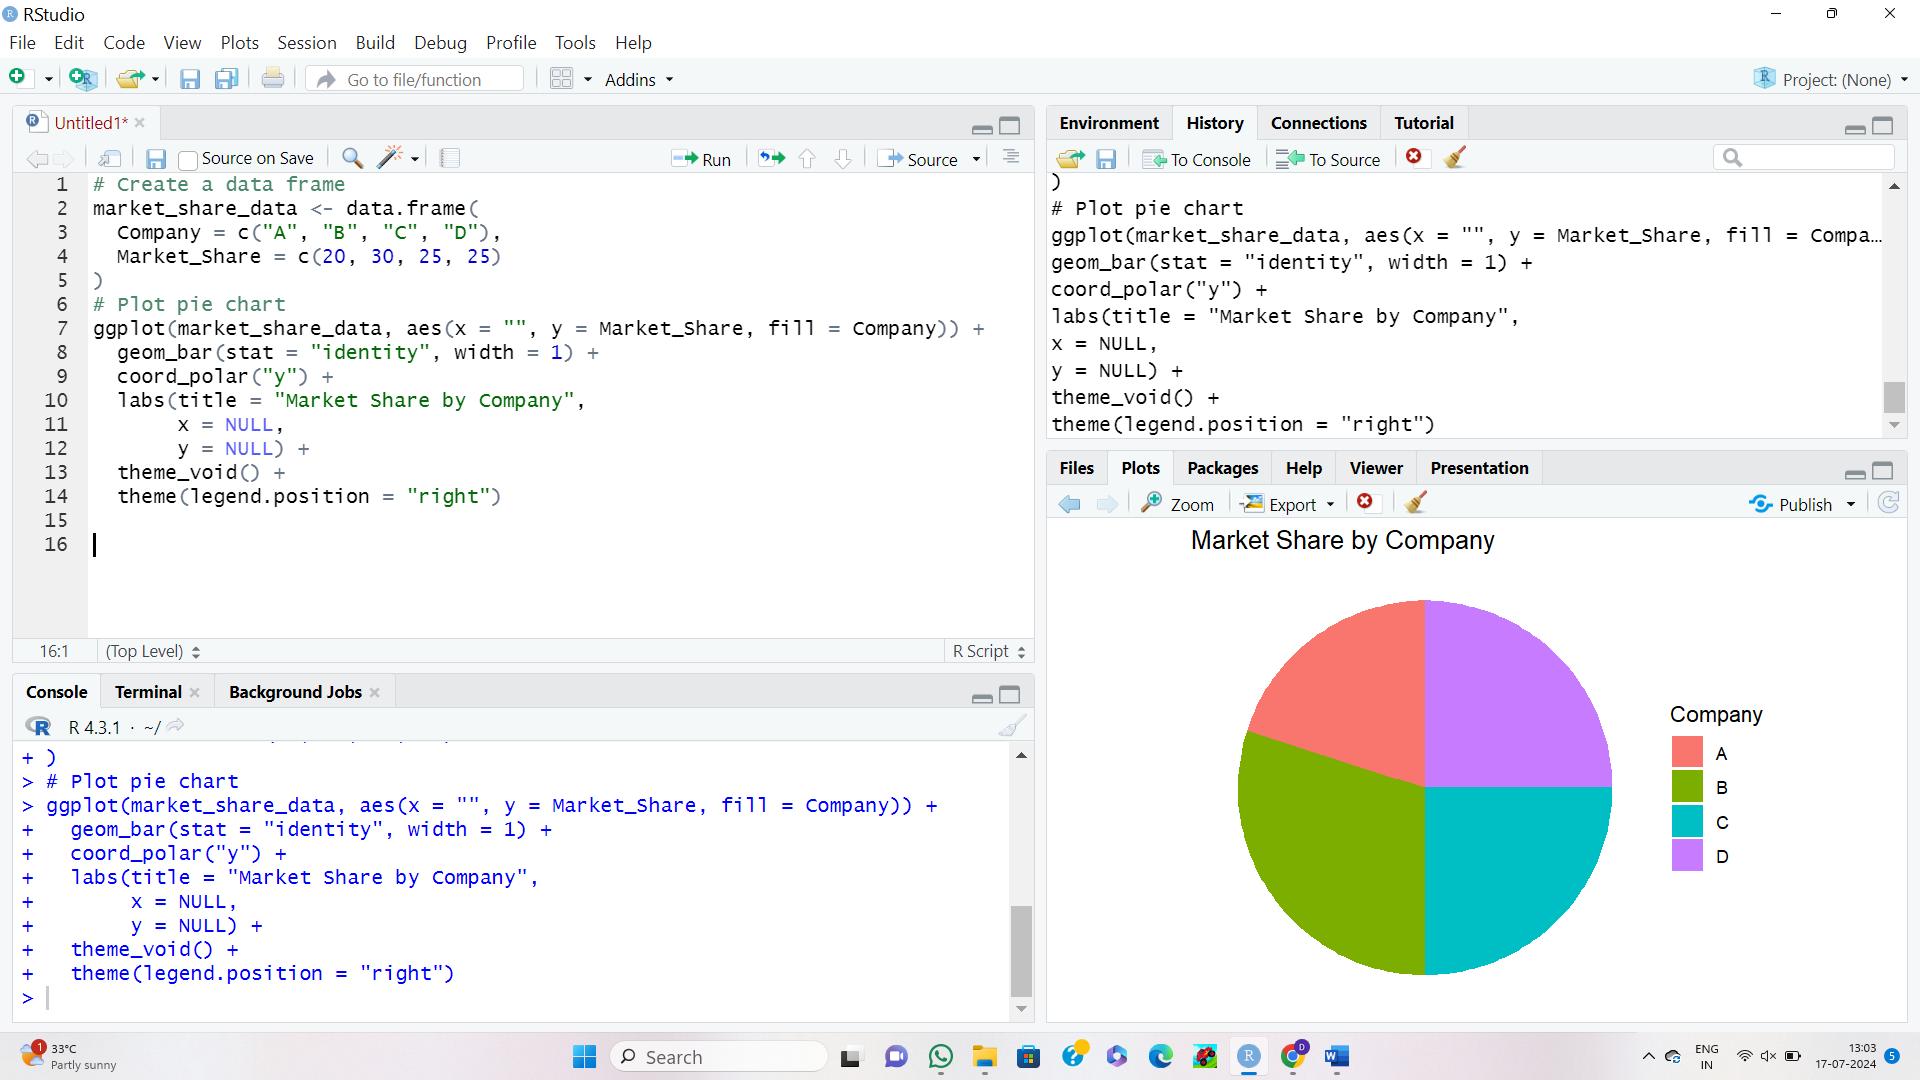 RStudio
File Edit Code View Plots Session Build Debug Profile Tools Help
Go to file/function Addins Project: (None)
Untitled1*
Source on Save Run Source
1 # Create a data frame
2 market_share_data <- data.frame(
3 Company = c("A", "B", "C", "D"),
4 Market_Share = c(20, 30, 25, 25)
5 )
6 # Plot pie chart
7 ggplot(market_share_data, aes(x = "", y = Market_Share, fill = Company)) +
8 geom_bar(stat = "identity", width = 1) +
9 coord_polar("y") +
10 labs(title = "Market Share by Company",
11 x = NULL,
12 y = NULL) +
13 theme_void() +
14 theme(legend.position = "right")
15
16
16:1 (Top Level) R Script
Console Terminal Background Jobs
R 4.3.1 · ~/
+ )
> # Plot pie chart
> ggplot(market_share_data, aes(x = "", y = Market_Share, fill = Company)) +
+ geom_bar(stat = "identity", width = 1) +
+ coord_polar("y") +
+ labs(title = "Market Share by Company",
+ x = NULL,
+ y = NULL) +
+ theme_void() +
+ theme(legend.position = "right")
>
Environment History Connections Tutorial
To Console To Source
)
# Plot pie chart
ggplot(market_share_data, aes(x = "", y = Market_Share, fill = Compa…
geom_bar(stat = "identity", width = 1) +
coord_polar("y") +
labs(title = "Market Share by Company",
x = NULL,
y = NULL) +
theme_void() +
theme(legend.position = "right")
Files Plots Packages Help Viewer Presentation
Zoom Export Publish
Market Share by Company
Company
A
B
C
D
1
33°C
Partly sunny
Search
ENG
IN
13:03
17-07-2024
5